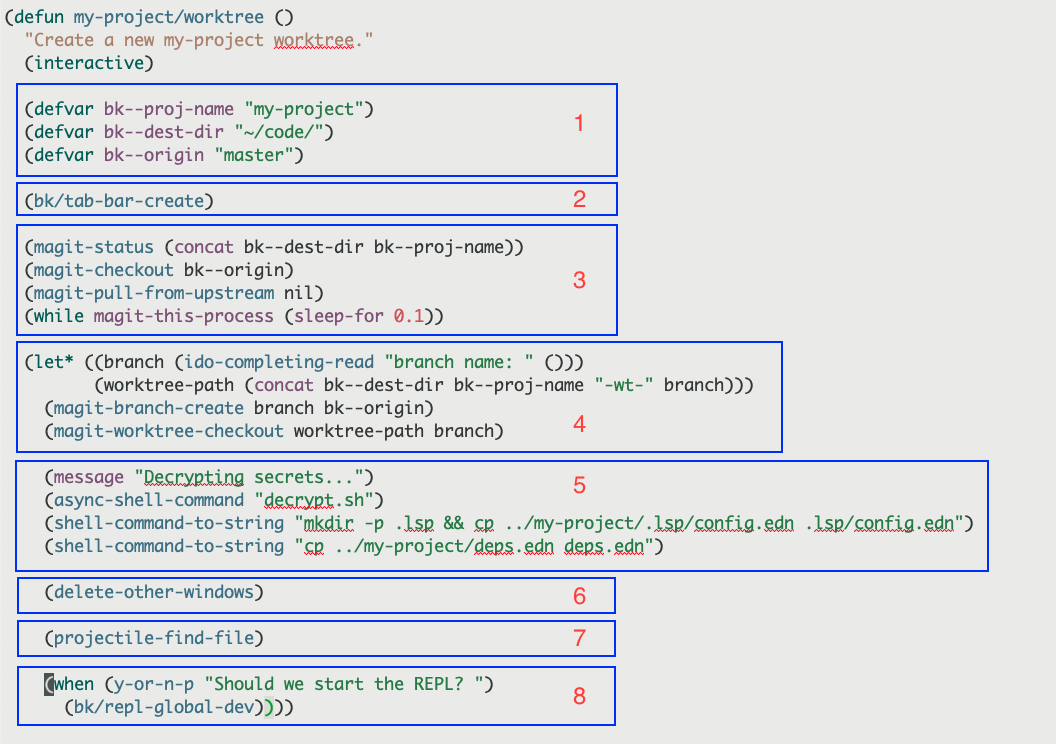 (defun my-project/worktree ()
"Create a new my-project worktree."
(interactive)
(defvar bk--proj-name "my-project")
(defvar bk--dest-dir "~/code/")
(defvar bk--origin "master")
1
(bk/tab-bar-create)
2
(magit-status (concat bk--dest-dir bk--proj-name))
(magit-checkout bk--origin)
(magit-pull-from-upstream nil)
(while magit-this-process (sleep-for 0.1))
3
(let* ((branch (ido-completing-read "branch name: " ()))
(worktree-path (concat bk--dest-dir bk--proj-name "-wt-" branch)))
(magit-branch-create branch bk--origin)
(magit-worktree-checkout worktree-path branch)
4
(message "Decrypting secrets...")
(async-shell-command "decrypt.sh")
(shell-command-to-string "mkdir -p .lsp && cp ../my-project/.lsp/config.edn .lsp/config.edn")
(shell-command-to-string "cp ../my-project/deps.edn deps.edn")
5
(delete-other-windows)
6
(projectile-find-file)
7
(when (y-or-n-p "Should we start the REPL? ")
(bk/repl-global-dev))))
8